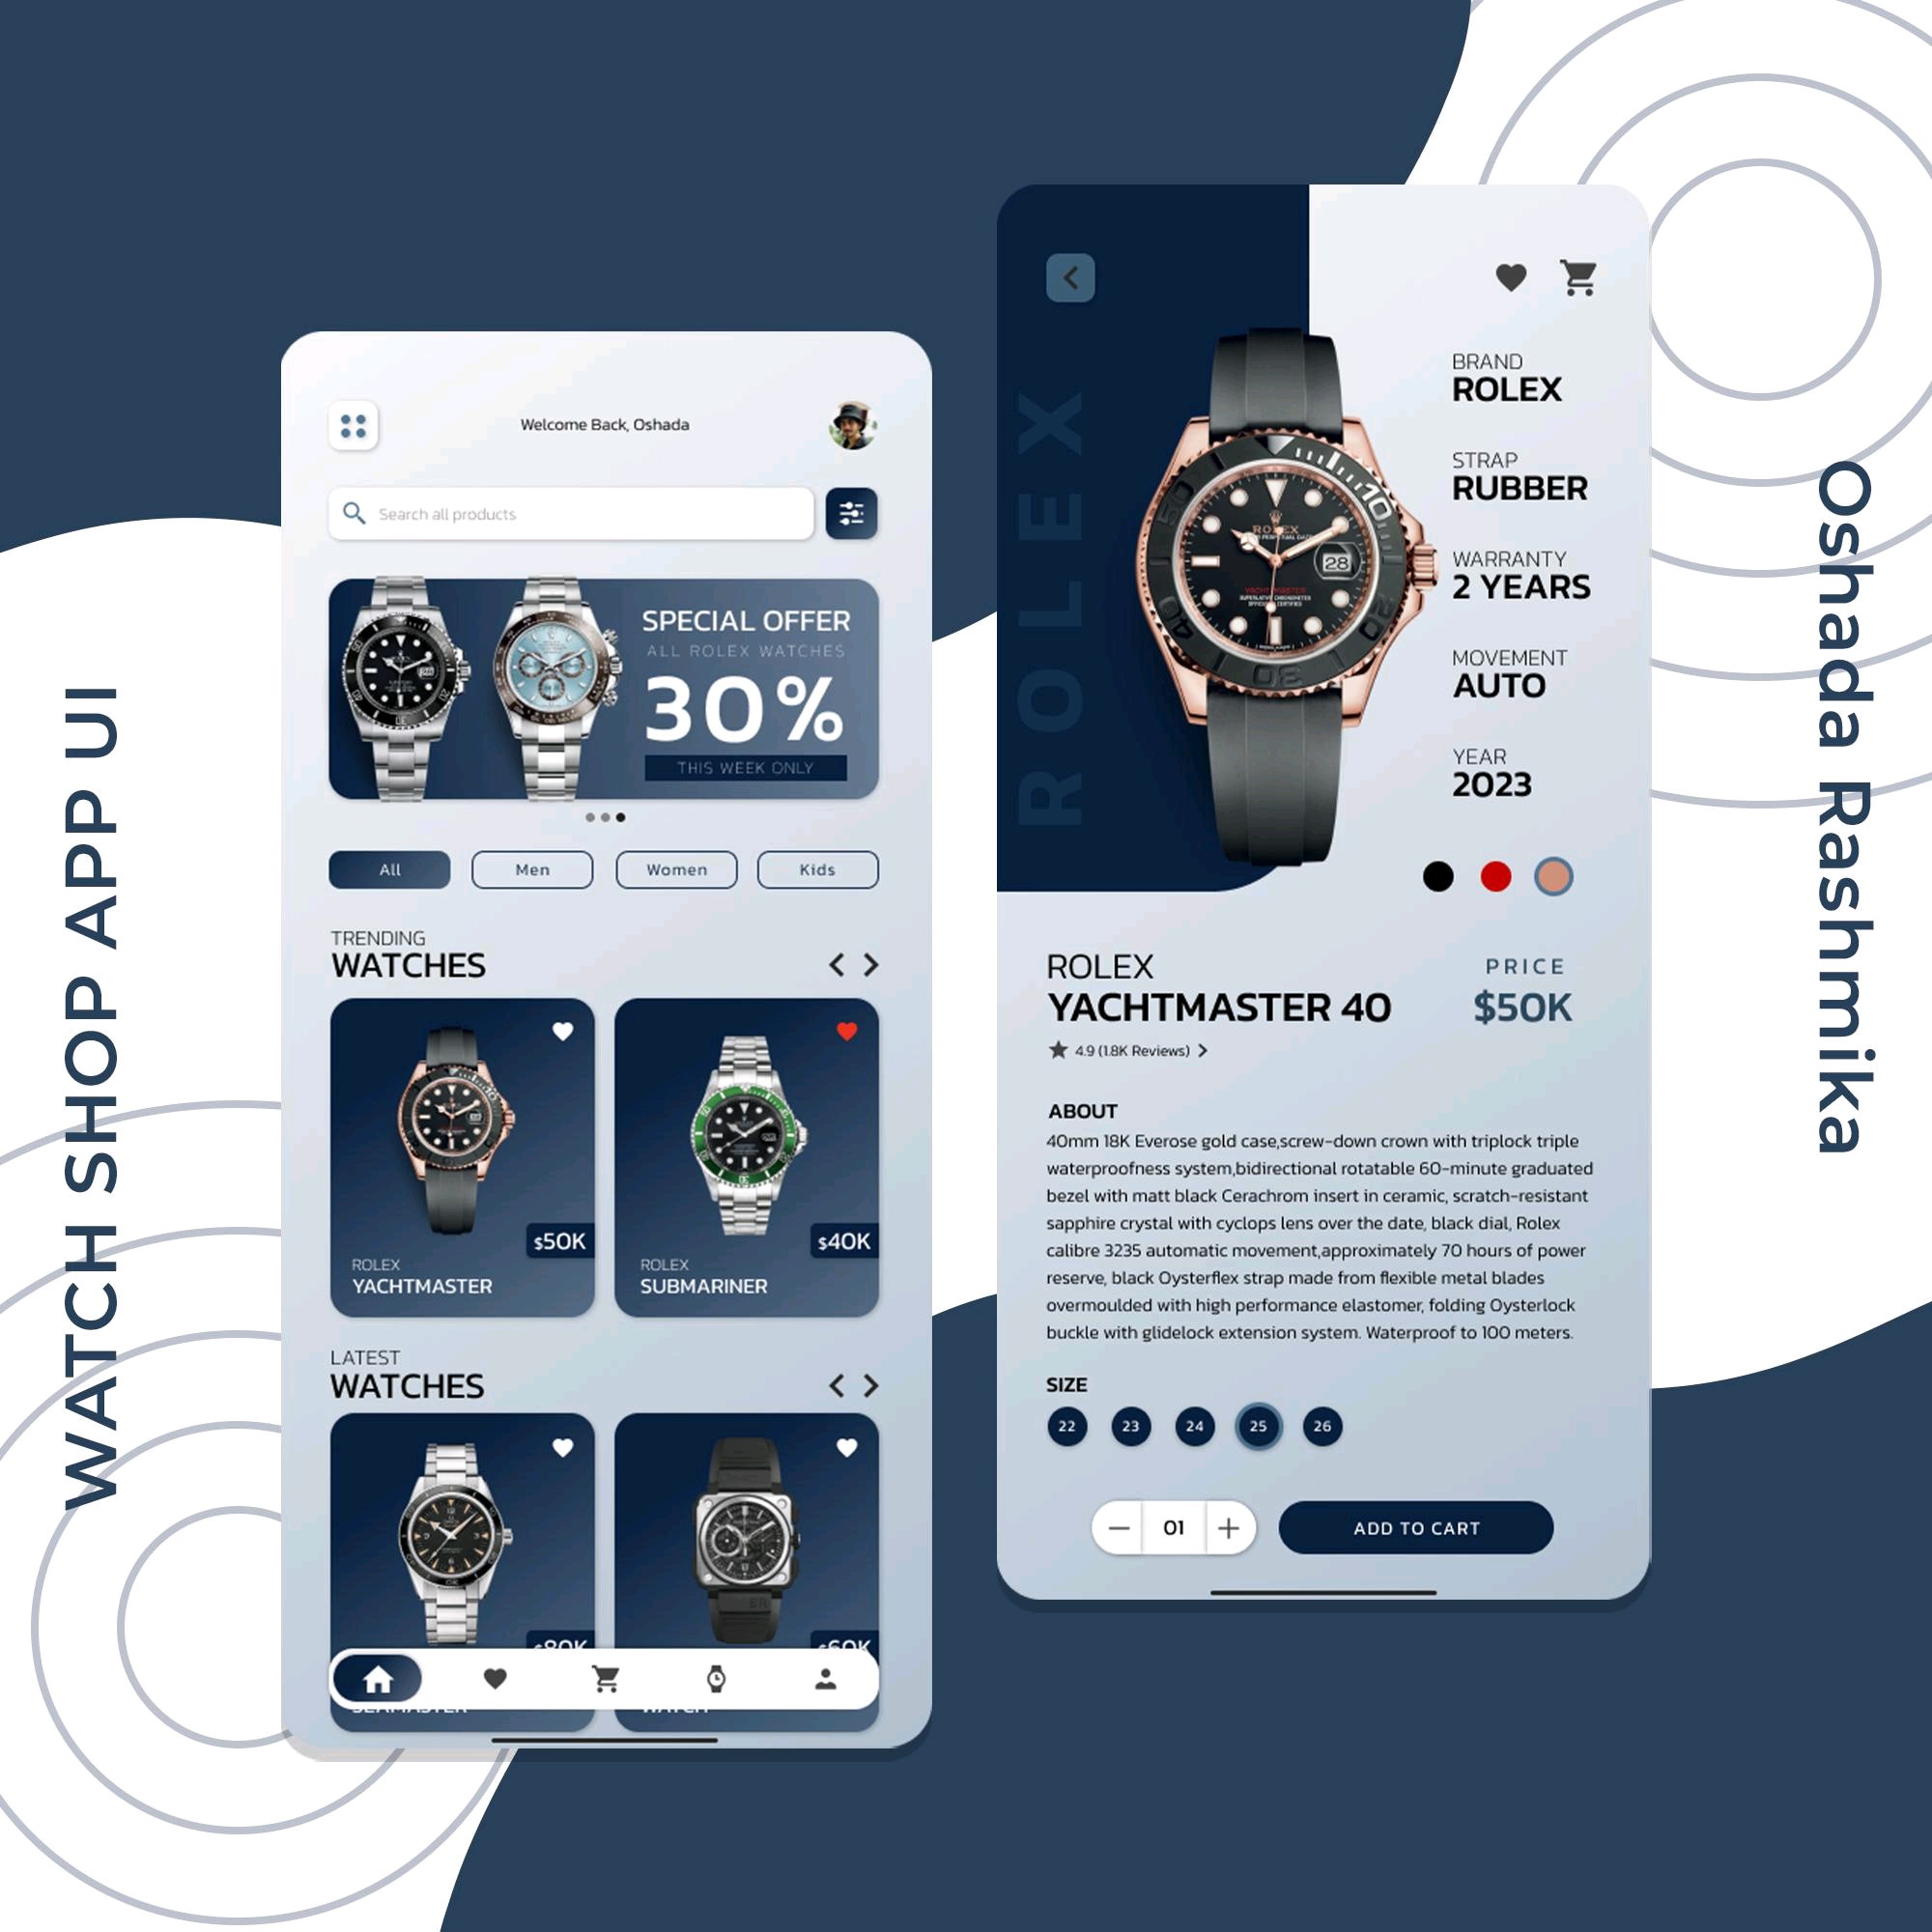 WATCH SHOP APP UI
Welcome Back, Oshada
Search all products
SPECIAL OFFER
ALL ROLEX WATCHES
30%
THIS WEEK ONLY
All
Men
Women
Kids
TRENDING
WATCHES
$50K
ROLEX
YACHTMASTER
$40K
ROLEX
SUBMARINER
LATEST
WATCHES
ROLEX
ROLEX
28
10
20
BRAND
ROLEX
STRAP
RUBBER
WARRANTY
2 YEARS
MOVEMENT
AUTO
YEAR
2023
ROLEX
YACHTMASTER 40
PRICE
$50K
4.9 (1.8K Reviews)
ABOUT
40mm 18K Everose gold case,screw-down crown with triplock triple
waterproofness system,bidirectional rotatable 60-minute graduated
bezel with matt black Cerachrom insert in ceramic, scratch-resistant
sapphire crystal with cyclops lens over the date, black dial, Rolex
calibre 3235 automatic movement,approximately 70 hours of power
reserve, black Oysterflex strap made from flexible metal blades
overmoulded with high performance elastomer, folding Oysterlock
buckle with glidelock extension system. Waterproof to 100 meters.
SIZE
22
23
24
25
26
01
ADD TO CART
Oshada Rashmika